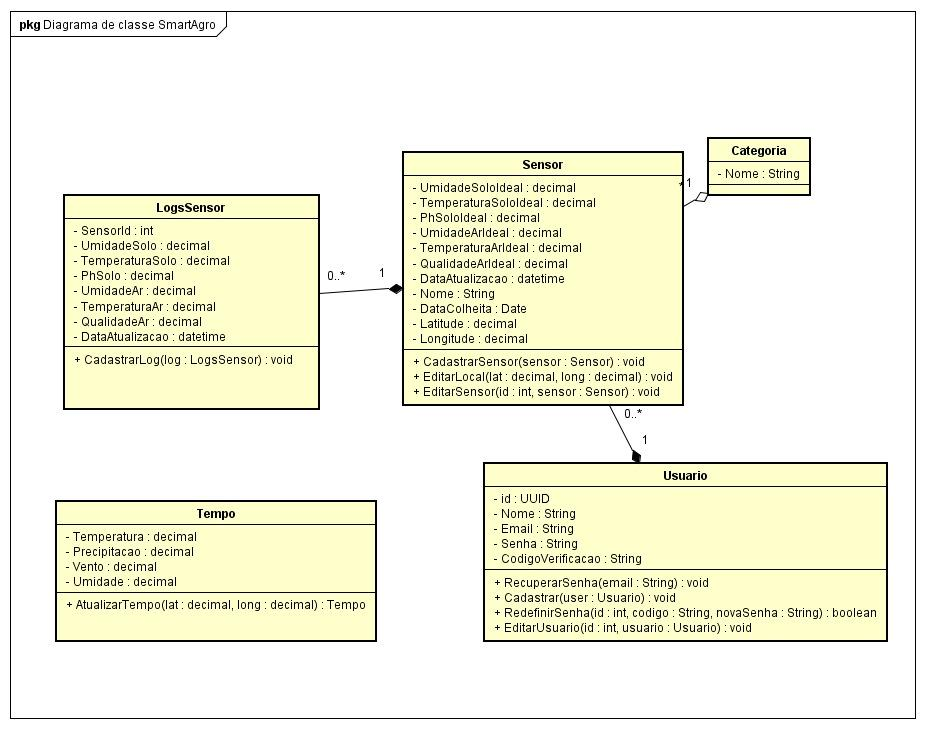 pkg Diagrama de classe SmartAgro
Categoria
- Nome : String
Sensor
- UmidadeSoloIdeal : decimal
- TemperaturaSoloIdeal : decimal
- PhSoloIdeal : decimal
- UmidadeArIdeal : decimal
- TemperaturaArIdeal : decimal
- QualidadeArIdeal : decimal
- DataAtualizacao : datetime
- Nome : String
- DataColheita : Date
- Latitude : decimal
- Longitude : decimal
+ CadastrarSensor(sensor : Sensor) : void
+ EditarLocal(lat : decimal, long : decimal) : void
+ EditarSensor(id : int, sensor : Sensor) : void
* 1
LogsSensor
- SensorId : int
- UmidadeSolo : decimal
- TemperaturaSolo : decimal
- PhSolo : decimal
- UmidadeAr : decimal
- TemperaturaAr : decimal
- QualidadeAr : decimal
- DataAtualizacao : datetime
+ CadastrarLog(log : LogsSensor) : void
0..* 1
0..*
1
Usuario
- id : UUID
- Nome : String
- Email : String
- Senha : String
- CodigoVerificacao : String
+ RecuperarSenha(email : String) : void
+ Cadastrar(user : Usuario) : void
+ RedefinirSenha(id : int, codigo : String, novaSenha : String) : boolean
+ EditarUsuario(id : int, usuario : Usuario) : void
Tempo
- Temperatura : decimal
- Precipitacao : decimal
- Vento : decimal
- Umidade : decimal
+ AtualizarTempo(lat : decimal, long : decimal) : Tempo